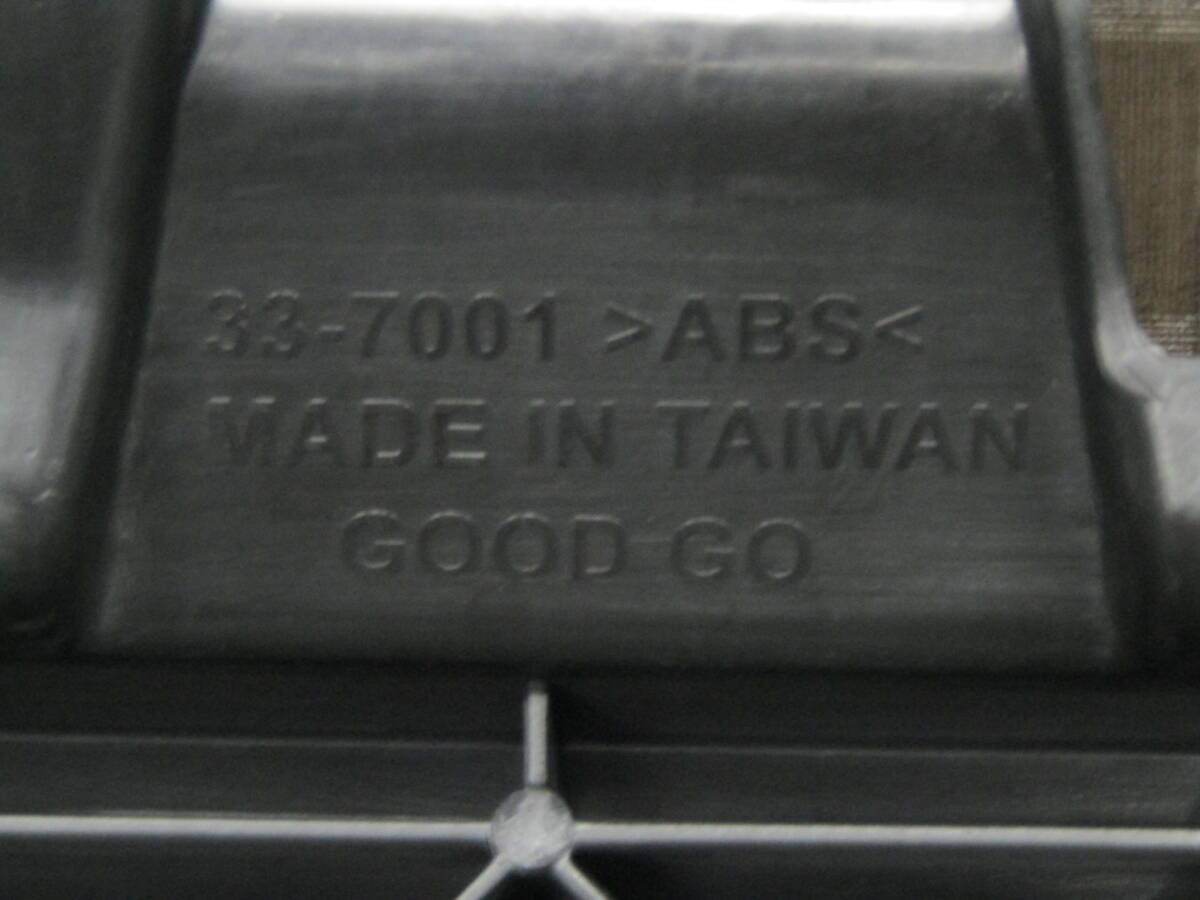 33-7001 >ABS<
MADE IN TAIWAN
GOOD GO